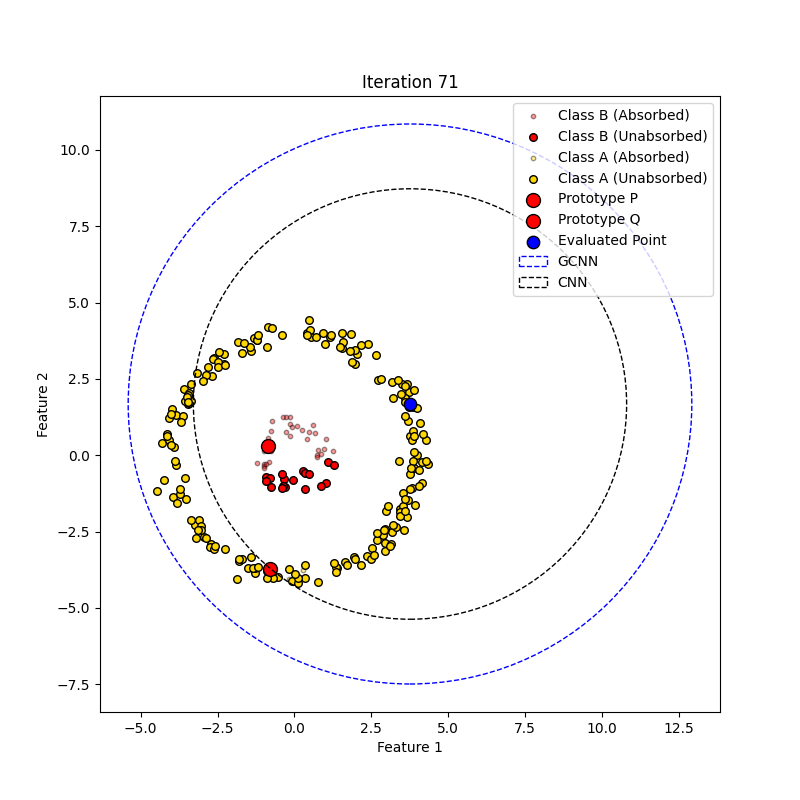 Iteration 71
Class B (Absorbed)
Class B (Unabsorbed)
Class A (Absorbed)
Class A (Unabsorbed)
Prototype P
Prototype Q
Evaluated Point
GCNN
CNN
10.0
7.5
5.0
2.5
0.0
−2.5
−5.0
−7.5
Feature 2
−5.0 −2.5 0.0 2.5 5.0 7.5 10.0 12.5
Feature 1